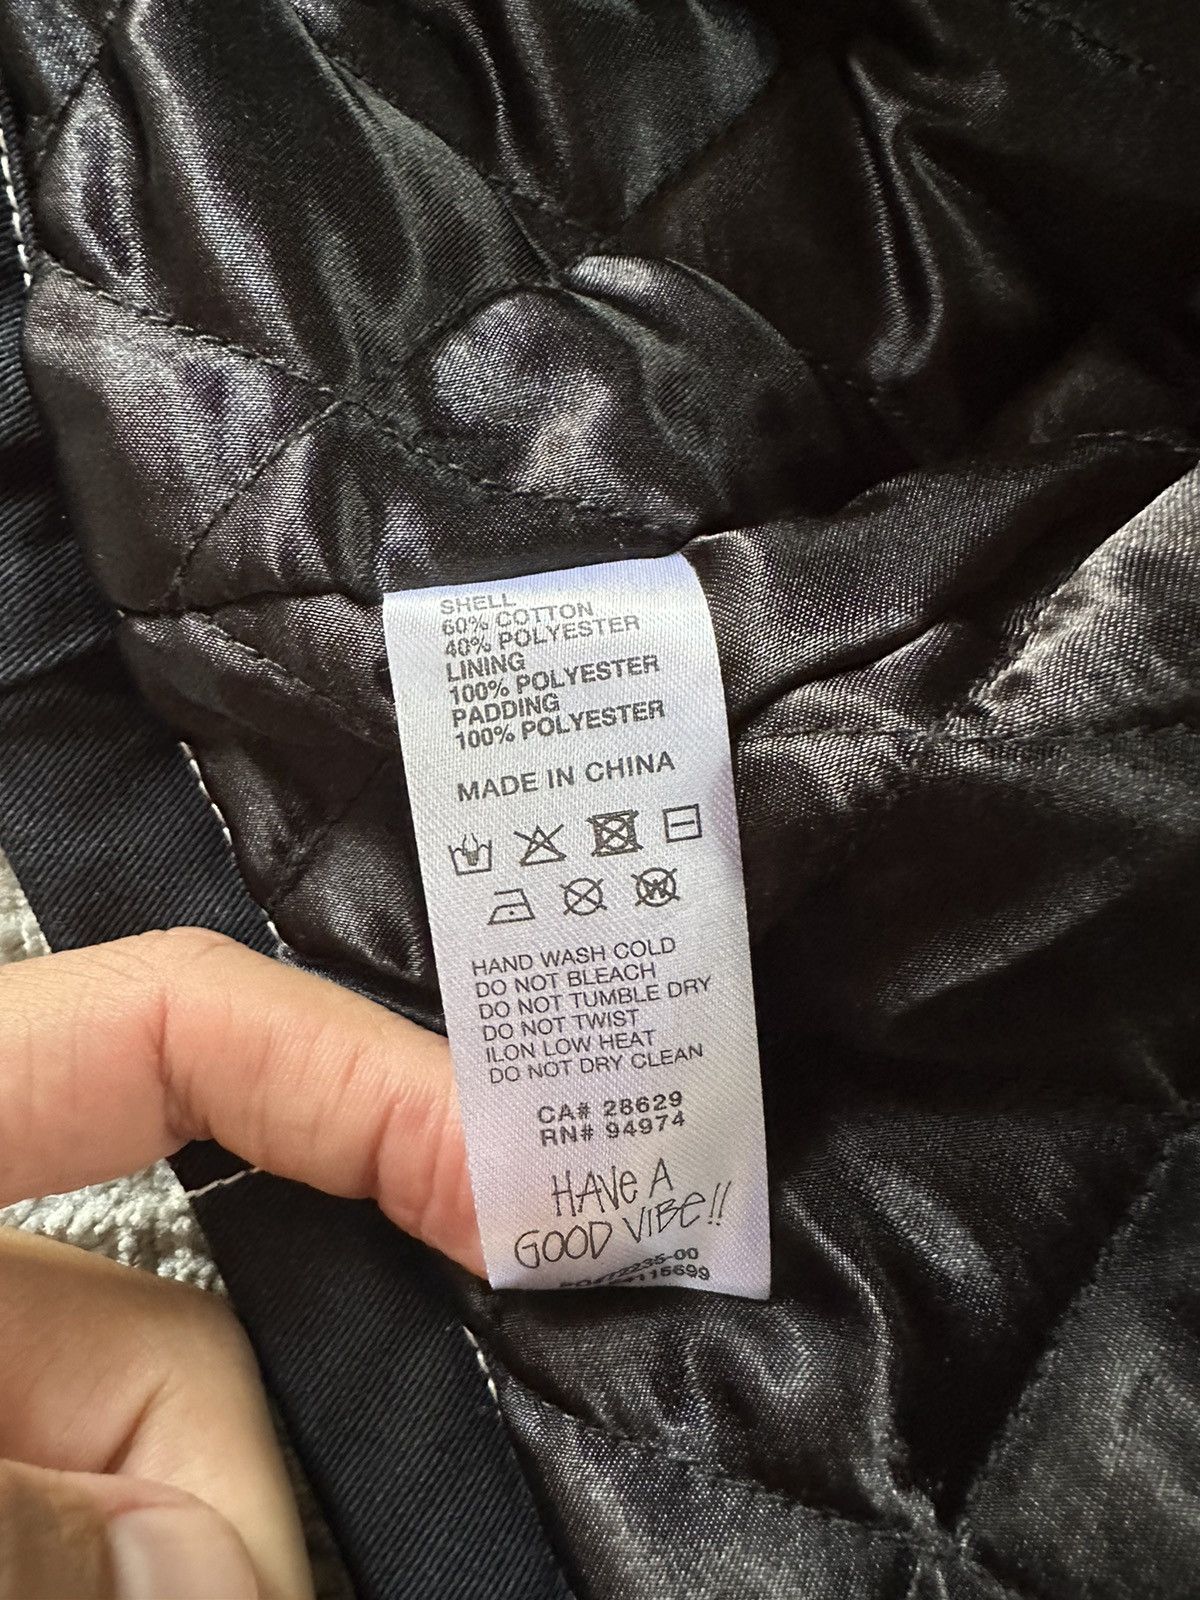 SHELL
60% COTTON
40% POLYESTER
LINING
100% POLYESTER
PADDING
100% POLYESTER
MADE IN CHINA
W
HAND WASH COLD
DO NOT BLEACH
DO NOT TUMBLE DRY
DO NOT TWIST
ILON LOW HEAT
DO NOT DRY CLEAN
CA# 28629
RN# 94974
HAVE A
GOOD VIBE!!